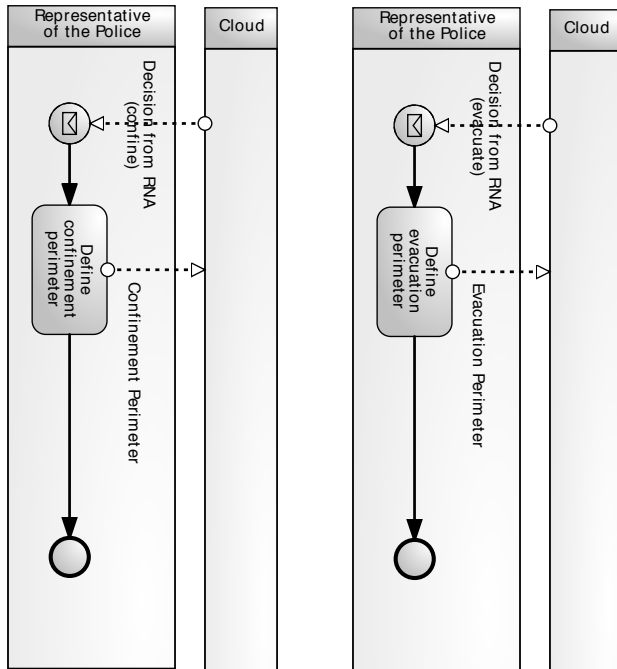 Representative
of the Police
Cloud
Decision from RNA
(confine)
Define
confinement
perimeter
Confinement Perimeter
Representative
of the Police
Cloud
Decision from RNA
(evacuate)
Define
evacuation
perimeter
Evacuation Perimeter